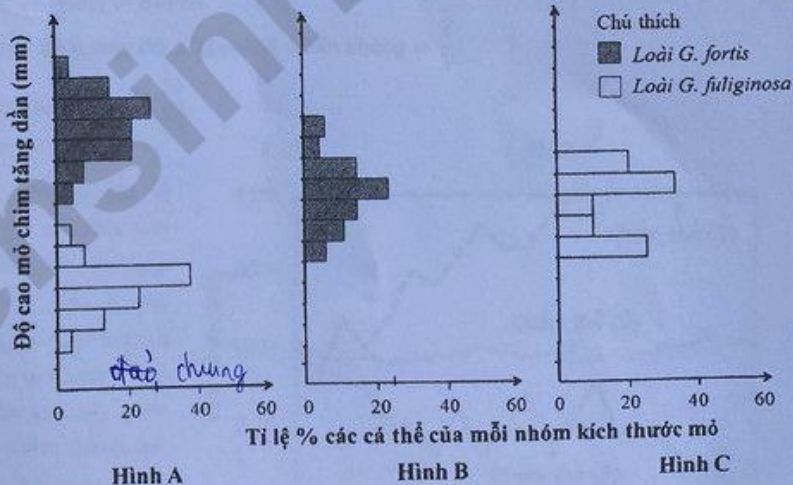 Chú thích
Loài G. fortis
Loài G. fuliginosa
Độ cao mỏ chim tăng dần (mm)
đảo chung
0 20 40 60
0 20 40 60
0 20 40 60
Tỉ lệ % các cá thể của mỗi nhóm kích thước mỏ
Hình A
Hình B
Hình C